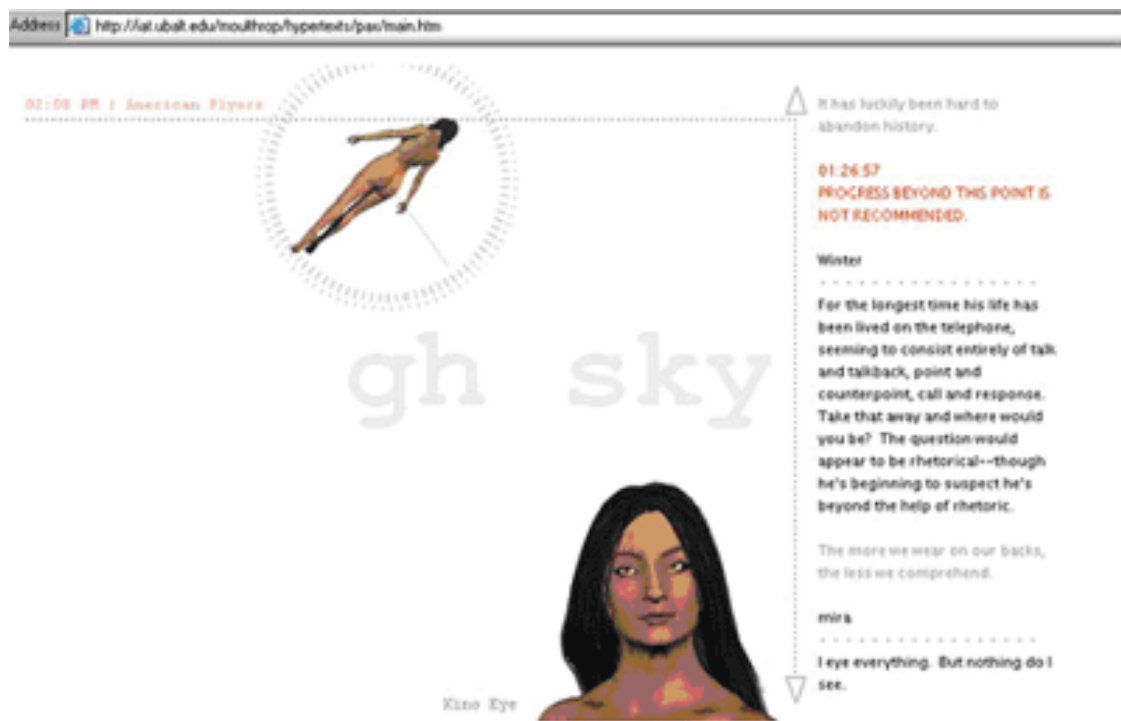 Address http://iat.ubalt.edu/moulthrop/hypertexts/pax/main.htm
02:08 PM | American Flyers
gh sky
Kino Eye
It has luckily been hard to
abandon history.
01:26:57
PROGRESS BEYOND THIS POINT IS
NOT RECOMMENDED.
Winter
For the longest time his life has
been lived on the telephone,
seeming to consist entirely of talk
and talkback, point and
counterpoint, call and response.
Take that away and where would
you be? The question would
appear to be rhetorical--though
he's beginning to suspect he's
beyond the help of rhetoric.
The more we wear on our backs,
the less we comprehend.
mira
I eye everything. But nothing do I
see.